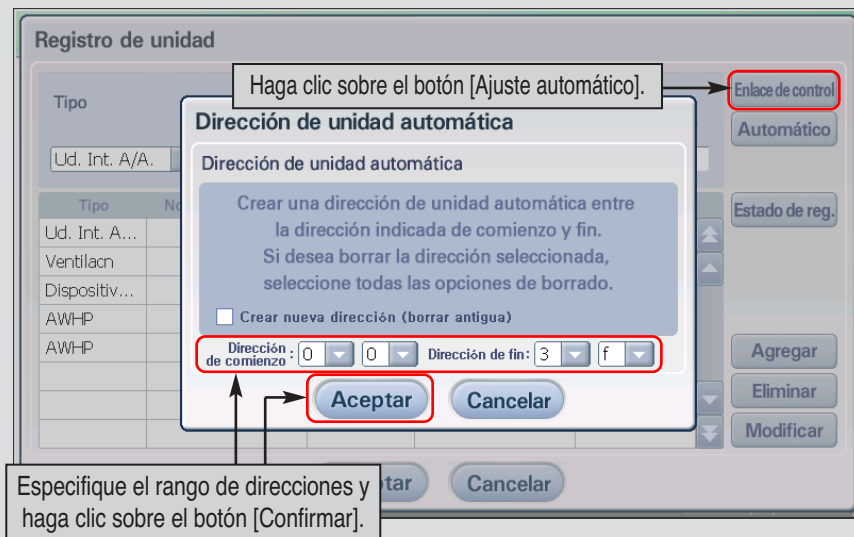 Registro de unidad
Haga clic sobre el botón [Ajuste automático].
Tipo
Enlace de control
Automático
Ud. Int. A/A.
Dirección de unidad automática
Dirección de unidad automática
Crear una dirección de unidad automática entre
la dirección indicada de comienzo y fin.
Si desea borrar la dirección seleccionada,
seleccione todas las opciones de borrado.
Crear nueva dirección (borrar antigua)
Dirección de comienzo : 0 0 Dirección de fin: 3 f
Aceptar Cancelar
Tipo
Estado de reg.
Ud. Int. A...
Ventilacn
Dispositiv...
AWHP
AWHP
Agregar
Eliminar
Modificar
Cancelar
Especifique el rango de direcciones y
haga clic sobre el botón [Confirmar].